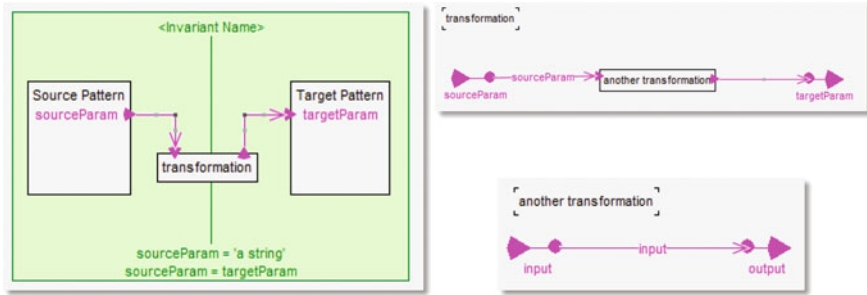 <Invariant Name>
Source Pattern
sourceParam
Target Pattern
targetParam
transformation
sourceParam = 'a string'
sourceParam = targetParam
transformation
sourceParam
sourceParam
another transformation
targetParam
another transformation
input
input
output